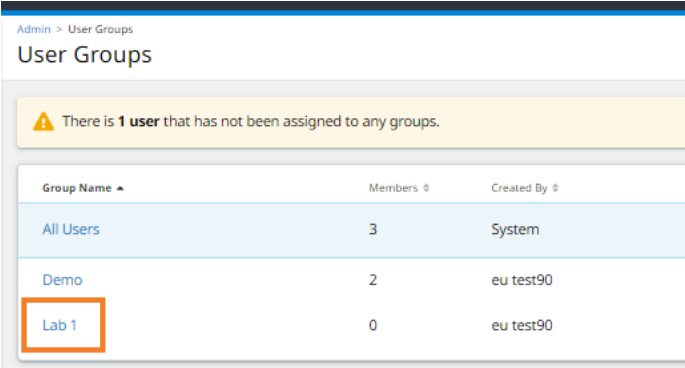 Admin > User Groups
User Groups
There is 1 user that has not been assigned to any groups.
Group Name Members Created By
All Users 3 System
Demo 2 eu test90
Lab 1 0 eu test90